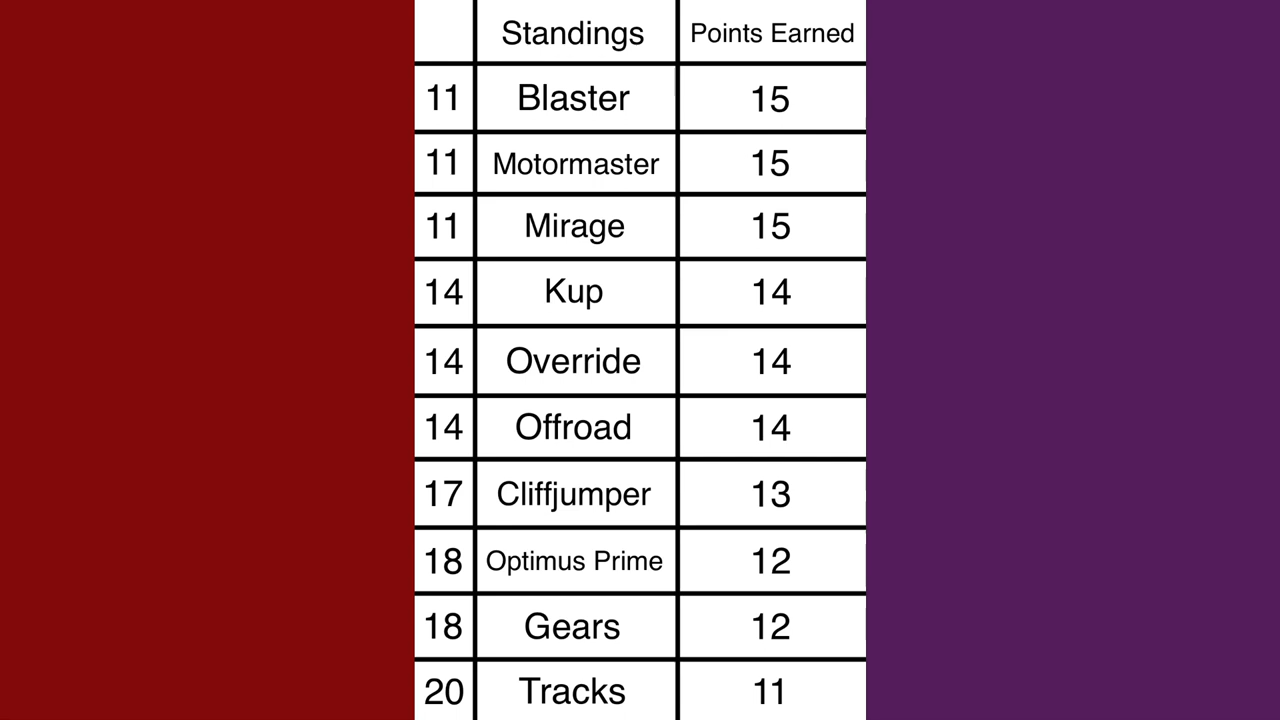 Standings Points Earned
11 Blaster 15
11 Motormaster 15
11 Mirage 15
14 Kup 14
14 Override 14
14 Offroad 14
17 Cliffjumper 13
18 Optimus Prime 12
18 Gears 12
20 Tracks 11